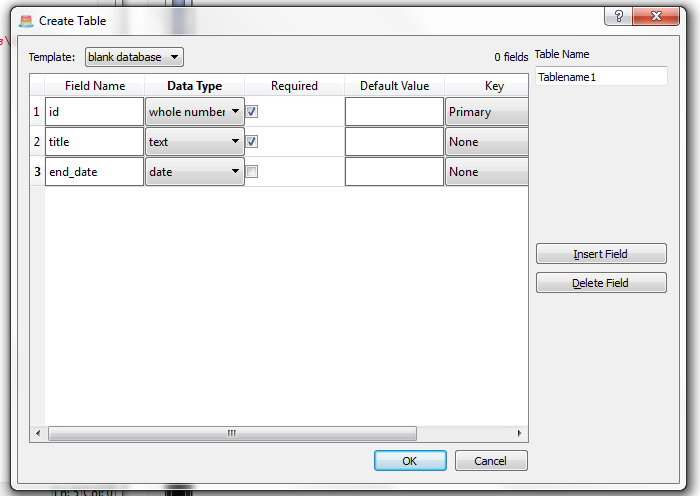 Create Table
Template: blank database 0 fields Table Name
Tablename1
Field Name Data Type Required Default Value Key
1 id whole number Primary
2 title text None
3 end_date date None
Insert Field
Delete Field
OK Cancel